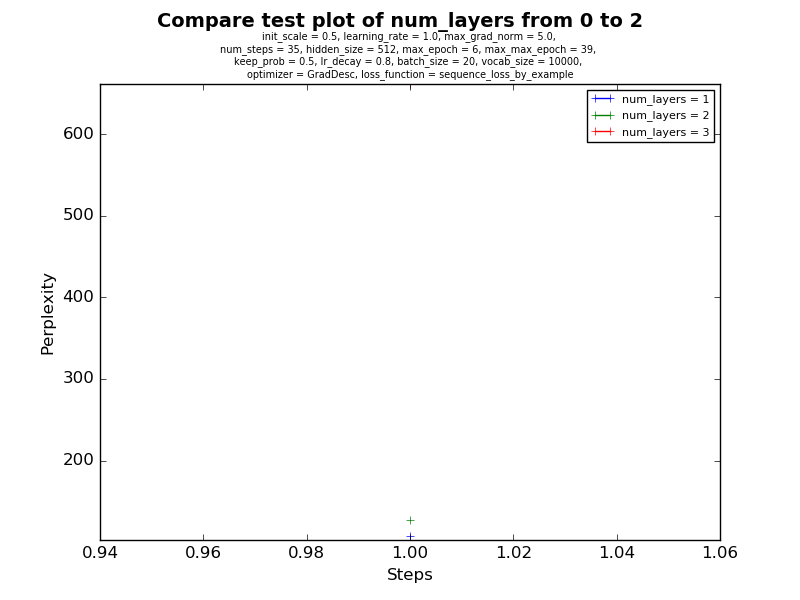 Compare test plot of num_layers from 0 to 2
init_scale = 0.5, learning_rate = 1.0, max_grad_norm = 5.0,
num_steps = 35, hidden_size = 512, max_epoch = 6, max_max_epoch = 39,
keep_prob = 0.5, lr_decay = 0.8, batch_size = 20, vocab_size = 10000,
optimizer = GradDesc, loss_function = sequence_loss_by_example
num_layers = 1
num_layers = 2
num_layers = 3
600
500
400
300
200
Perplexity
0.94 0.96 0.98 1.00 1.02 1.04 1.06
Steps